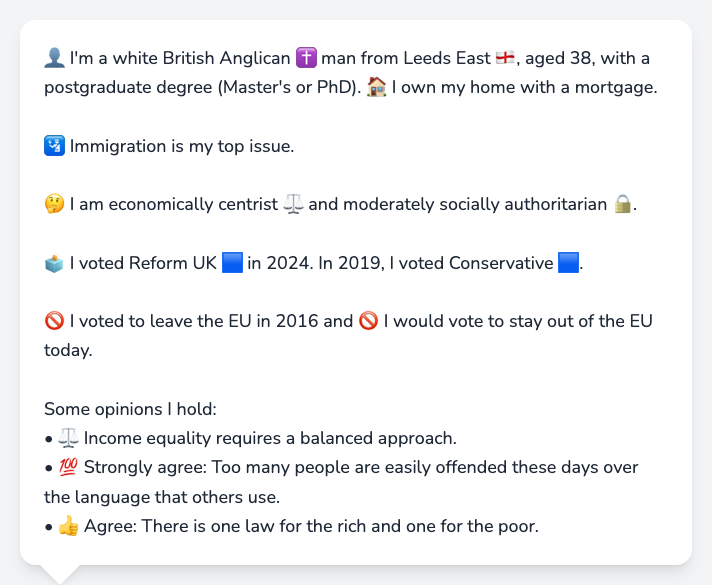 👤 I'm a white British Anglican ✝️ man from Leeds East 🏴󠁧󠁢󠁥󠁮󠁧󠁿, aged 38, with a
postgraduate degree (Master's or PhD). 🏠 I own my home with a mortgage.
🛂 Immigration is my top issue.
🤔 I am economically centrist ⚖️ and moderately socially authoritarian 🔒.
🗳️ I voted Reform UK 🟦 in 2024. In 2019, I voted Conservative 🟦.
🚫 I voted to leave the EU in 2016 and 🚫 I would vote to stay out of the EU
today.
Some opinions I hold:
• ⚖️ Income equality requires a balanced approach.
• 💯 Strongly agree: Too many people are easily offended these days over
the language that others use.
• 👍 Agree: There is one law for the rich and one for the poor.